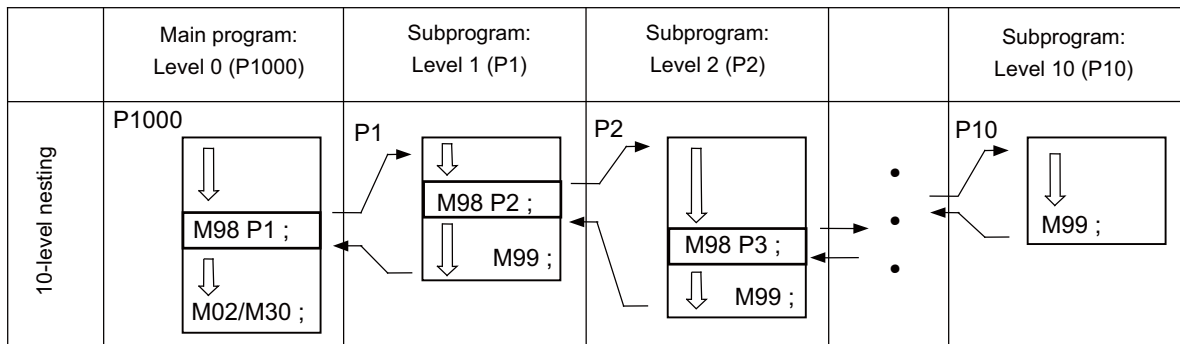 Main program:
Level 0 (P1000)
Subprogram:
Level 1 (P1)
Subprogram:
Level 2 (P2)
Subprogram:
Level 10 (P10)
10-level nesting
P1000
M98 P1 ;
M02/M30 ;
P1
M98 P2 ;
M99 ;
P2
M98 P3 ;
M99 ;
P10
M99 ;